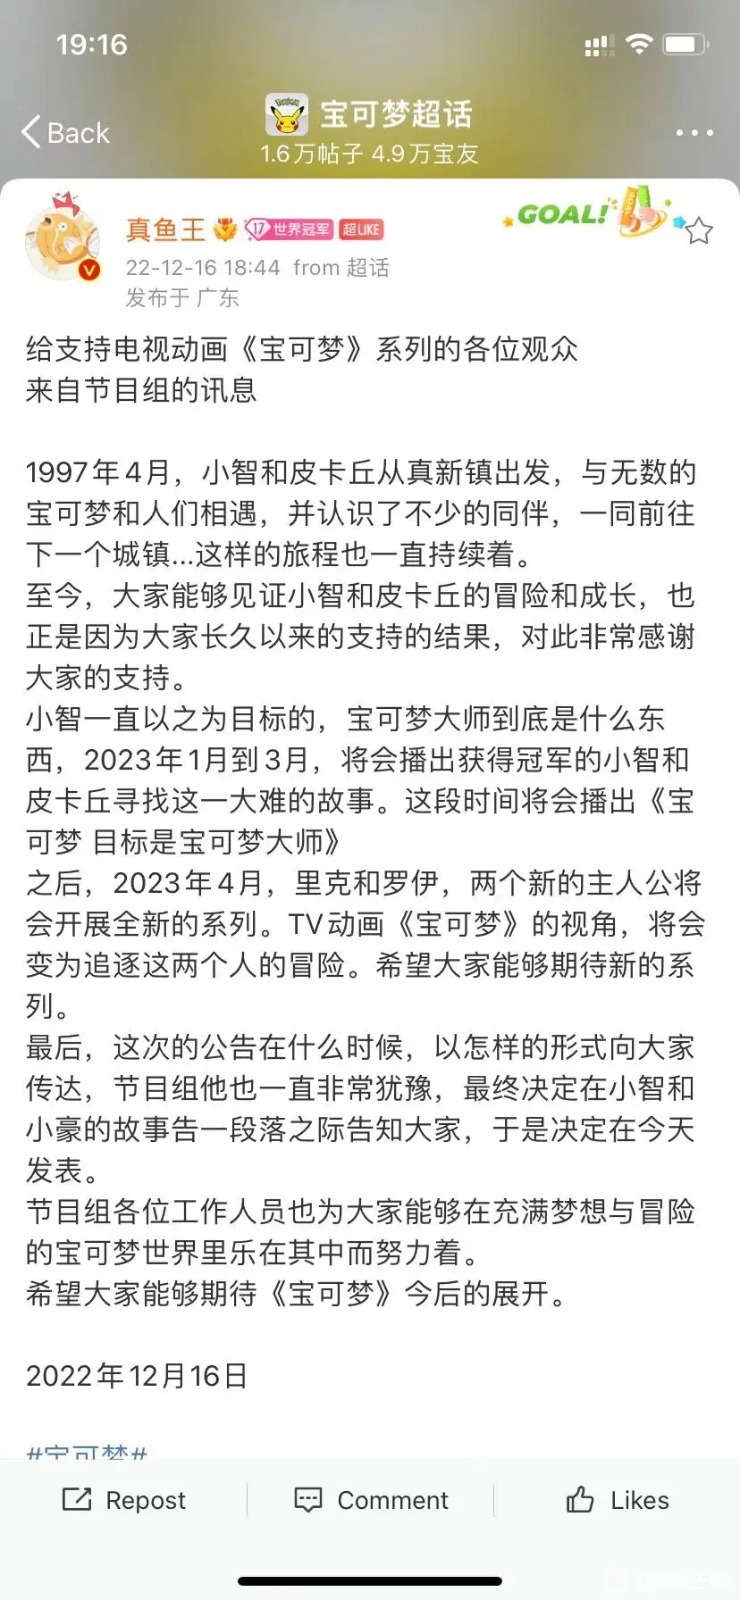 19:16
Back
宝可梦超话
1.6万帖子 4.9万宝友
真鱼王 17 世界冠军 超LIKE
GOAL!
22-12-16 18:44 from 超话
发布于 广东
给支持电视动画《宝可梦》系列的各位观众
来自节目组的讯息
1997年4月，小智和皮卡丘从真新镇出发，与无数的
宝可梦和人们相遇，并认识了不少的同伴，一同前往
下一个城镇...这样的旅程也一直持续着。
至今，大家能够见证小智和皮卡丘的冒险和成长，也
正是因为大家长久以来的支持的结果，对此非常感谢
大家的支持。
小智一直以之为目标的，宝可梦大师到底是什么东
西，2023年1月到3月，将会播出获得冠军的小智和
皮卡丘寻找这一大难的故事。这段时间将会播出《宝
可梦 目标是宝可梦大师》
之后，2023年4月，里克和罗伊，两个新的主人公将
会开展全新的系列。TV动画《宝可梦》的视角，将会
变为追逐这两个人的冒险。希望大家能够期待新的系
列。
最后，这次的公告在什么时候，以怎样的形式向大家
传达，节目组他也一直非常犹豫，最终决定在小智和
小豪的故事告一段落之际告知大家，于是决定在今天
发表。
节目组各位工作人员也为大家能够在充满梦想与冒险
的宝可梦世界里乐在其中而努力着。
希望大家能够期待《宝可梦》今后的展开。
2022年12月16日
#宝可梦#
Repost
Comment
Likes